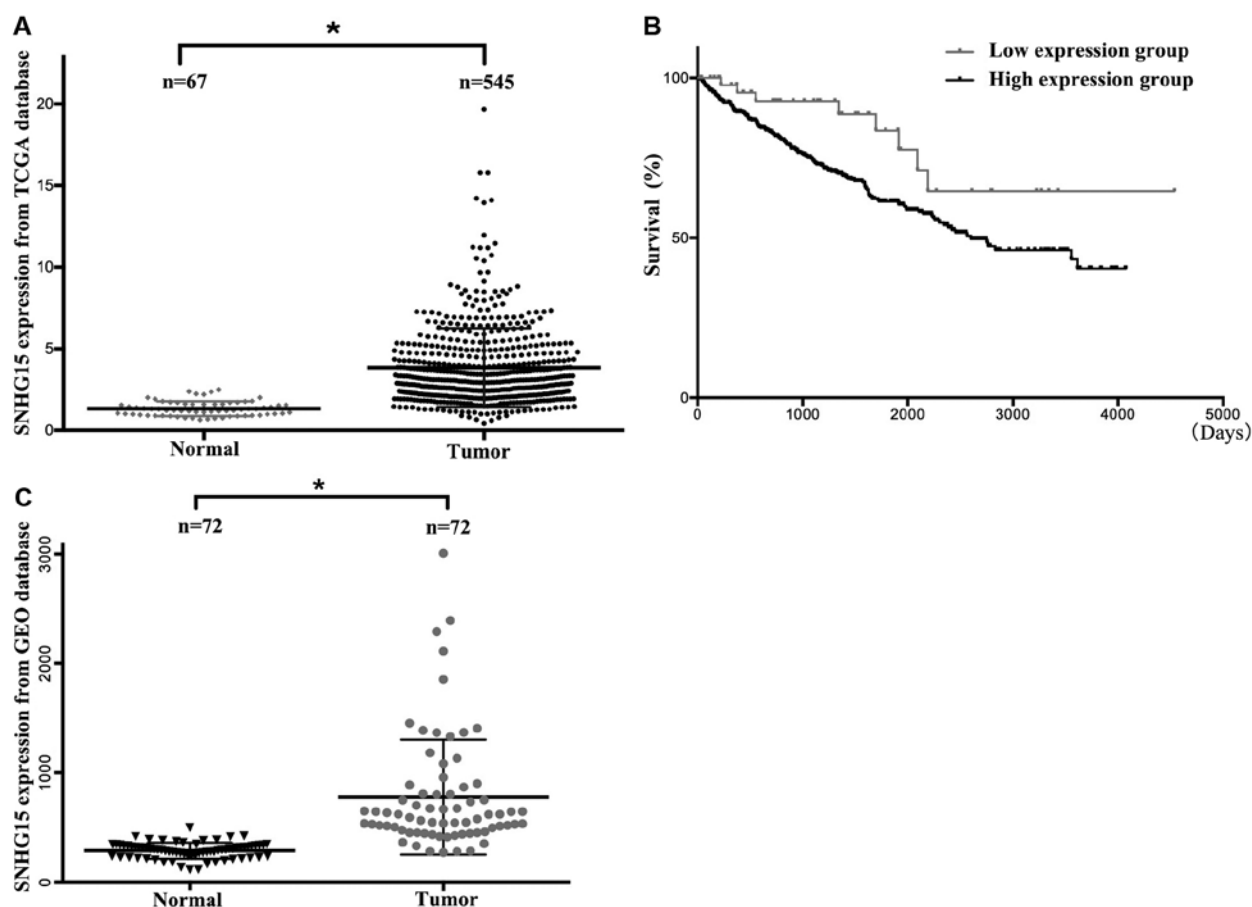 A
*
n=67
n=545
SNHG15 expression from TCGA database
20
15
10
5
0
Normal
Tumor
B
Low expression group
High expression group
Survival (%)
100
50
0
0
1000
2000
3000
4000
5000
(Days)
C
*
n=72
n=72
SNHG15 expression from GEO database
3000
2000
1000
0
Normal
Tumor